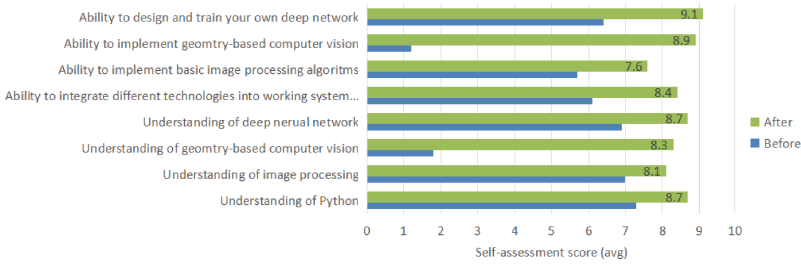 Ability to design and train your own deep network
9.1
Ability to implement geomtry-based computer vision
8.9
Ability to implement basic image processing algoritms
7.6
Ability to integrate different technologies into working system...
8.4
Understanding of deep nerual network
8.7
After
Understanding of geomtry-based computer vision
8.3
Before
Understanding of image processing
8.1
Understanding of Python
8.7
0 1 2 3 4 5 6 7 8 9 10
Self-assessment score (avg)